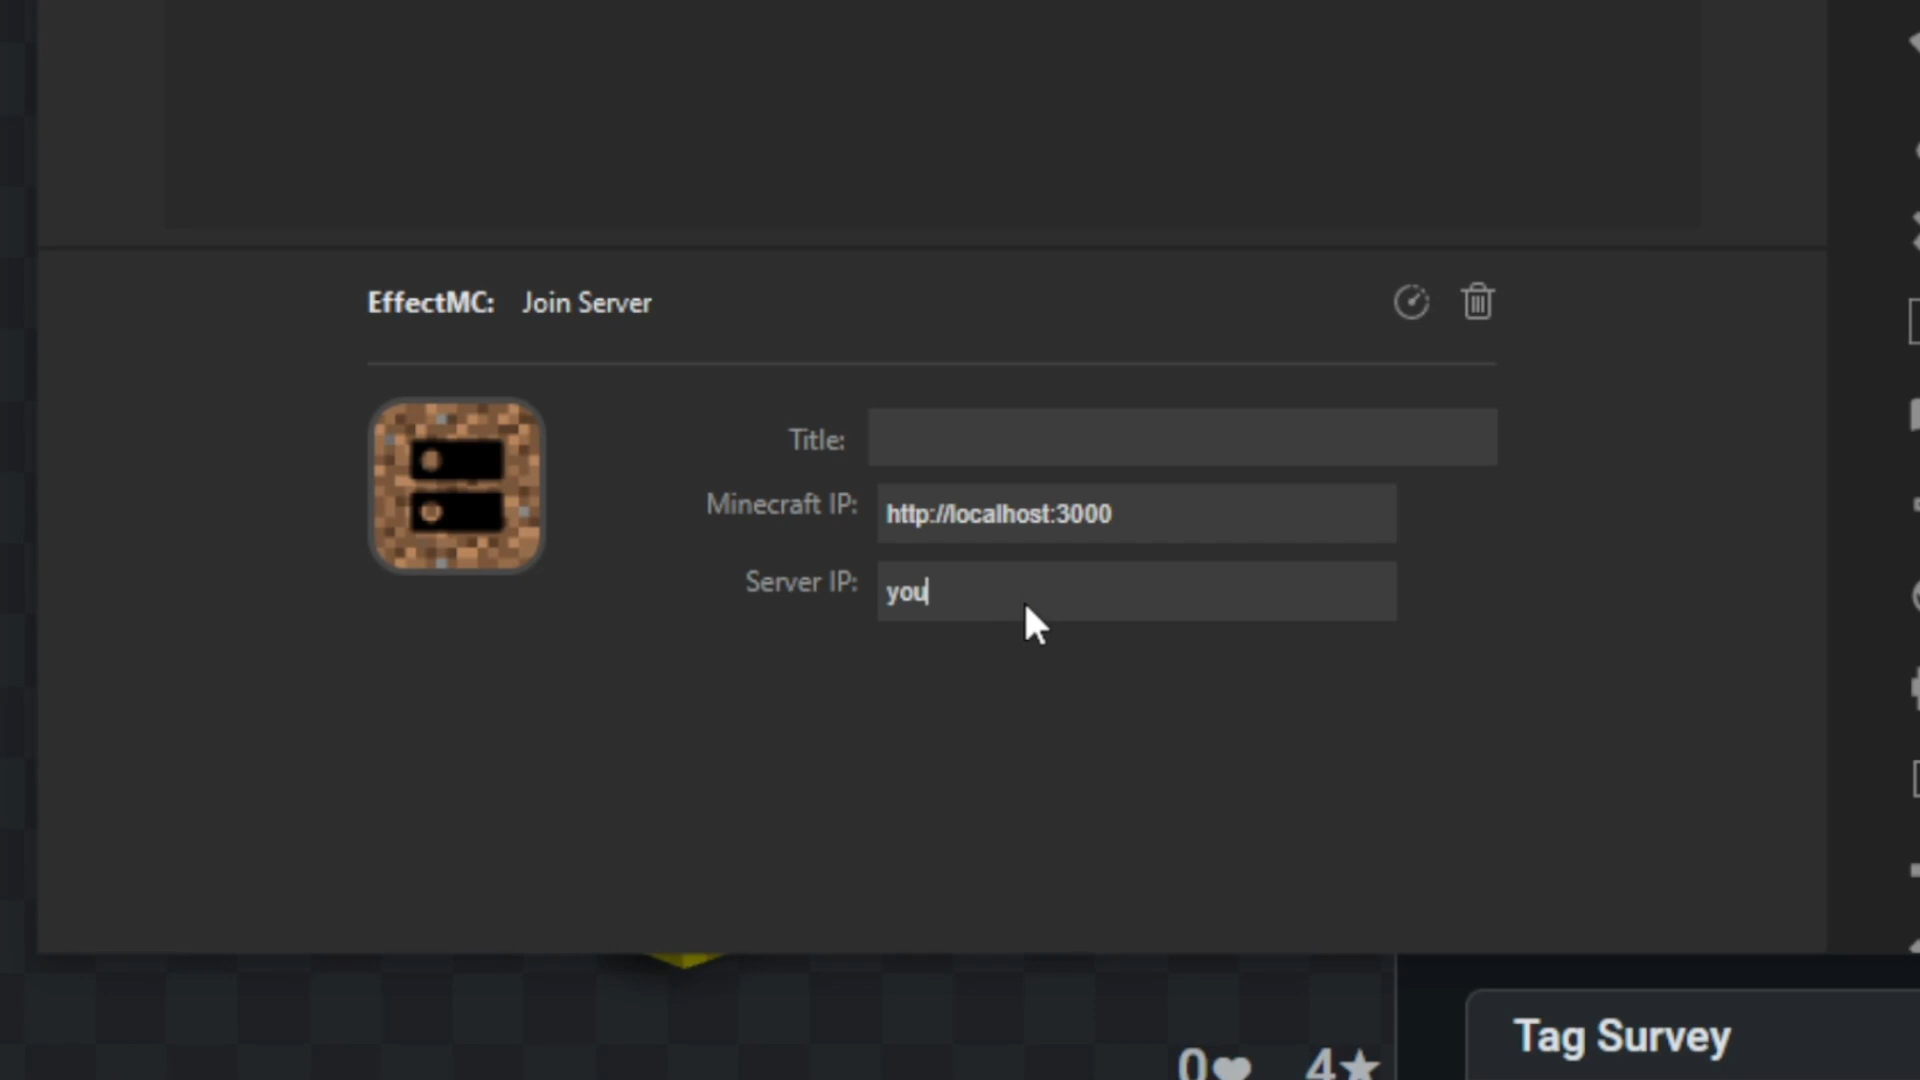 EffectMC: Join Server
Title:
Minecraft IP: http://localhost:3000
Server IP: you
Tag Survey
0♥ 4★